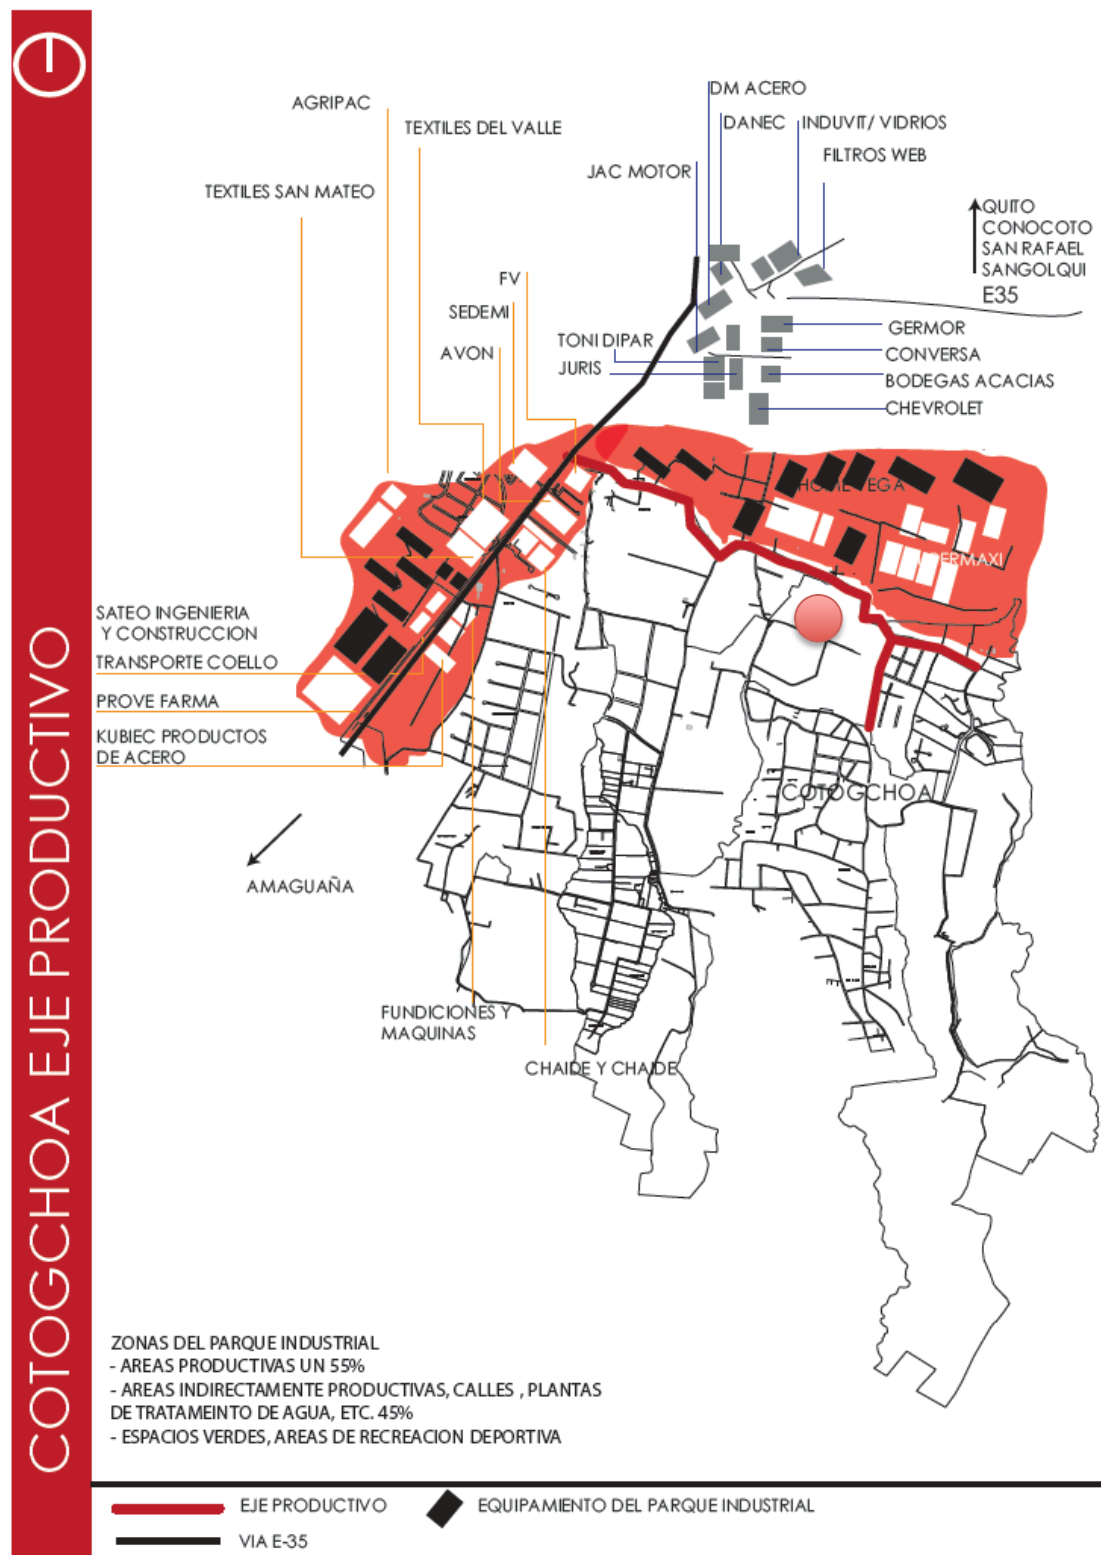 COTOGCHOA EJE PRODUCTIVO
DM ACERO
AGRIPAC
TEXTILES DEL VALLE
DANEC
INDUVIT/ VIDRIOS
FILTROS WEB
JAC MOTOR
TEXTILES SAN MATEO
QUITO
CONOCOTO
SAN RAFAEL
SANGOLQUI
E35
FV
SEDEMI
AVON
TONI DIPAR
JURIS
GERMOR
CONVERSA
BODEGAS ACACIAS
CHEVROLET
SATEO INGENIERIA
Y CONSTRUCCION
TRANSPORTE COELLO
PROVE FARMA
KUBIEC PRODUCTOS
DE ACERO
COTOGCHOA
AMAGUAÑA
FUNDICIONES Y
MAQUINAS
CHAIDE Y CHAIDE
ZONAS DEL PARQUE INDUSTRIAL
- AREAS PRODUCTIVAS UN 55%
- AREAS INDIRECTAMENTE PRODUCTIVAS, CALLES , PLANTAS
DE TRATAMEINTO DE AGUA, ETC. 45%
- ESPACIOS VERDES, AREAS DE RECREACION DEPORTIVA
EJE PRODUCTIVO
EQUIPAMIENTO DEL PARQUE INDUSTRIAL
VIA E-35